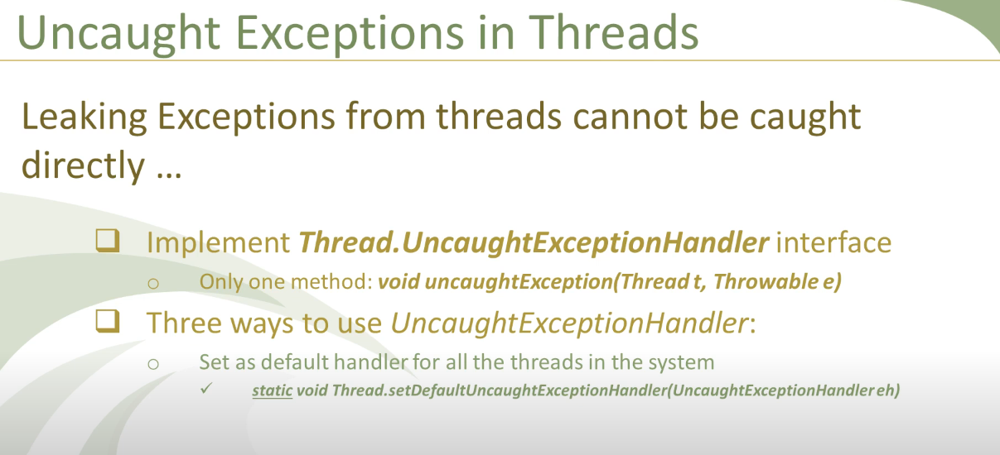 Uncaught Exceptions in Threads
Leaking Exceptions from threads cannot be caught
directly ...
Implement Thread.UncaughtExceptionHandler interface
Only one method: void uncaughtException(Thread t, Throwable e)
Three ways to use UncaughtExceptionHandler:
Set as default handler for all the threads in the system
static void Thread.setDefaultUncaughtExceptionHandler(UncaughtExceptionHandler eh)